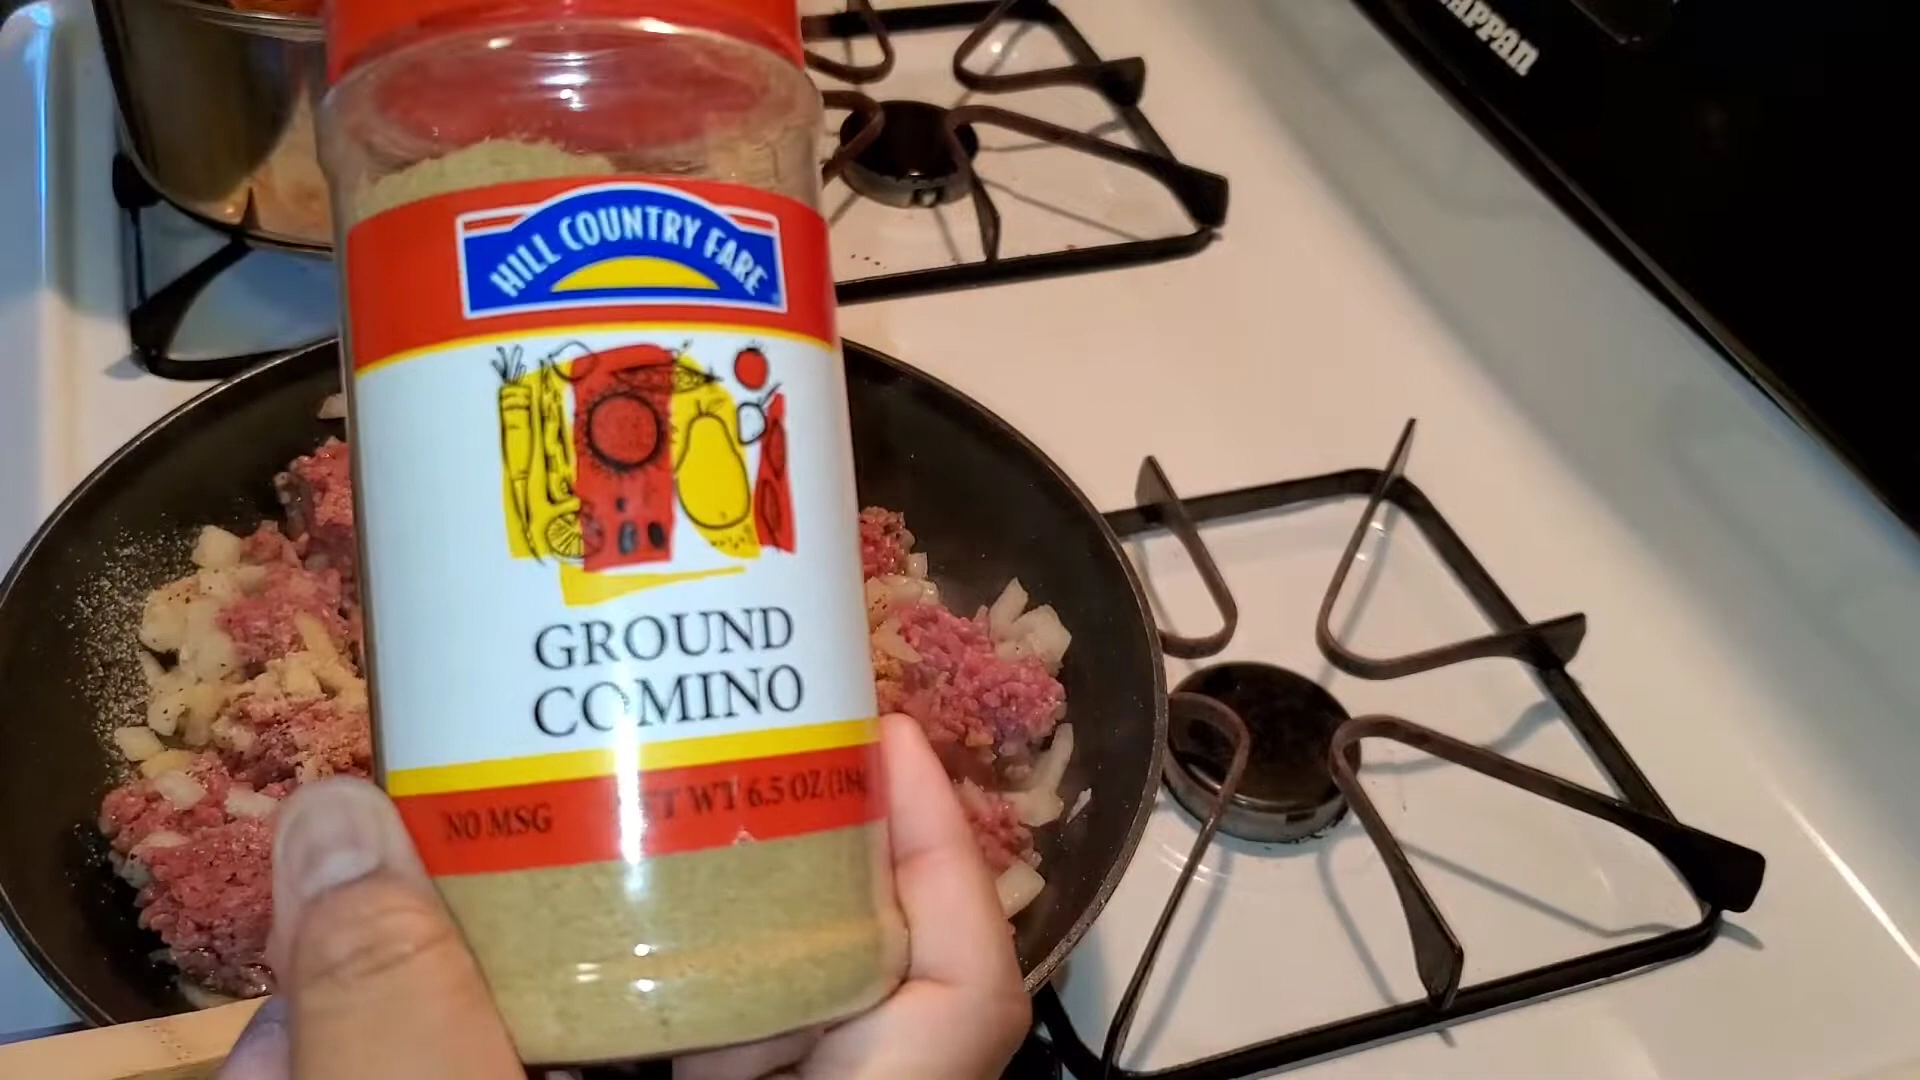 HILL COUNTRY FARE
GROUND
COMINO
NO MSG
WT 6.5 OZ